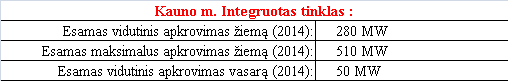 Kauno m. Integruotas tinklas :
Esamas vidutinis apkrovimas žiemą (2014): 280 MW
Esamas maksimalus apkrovimas žiemą (2014): 510 MW
Esamas vidutinis apkrovimas vasarą (2014): 50 MW